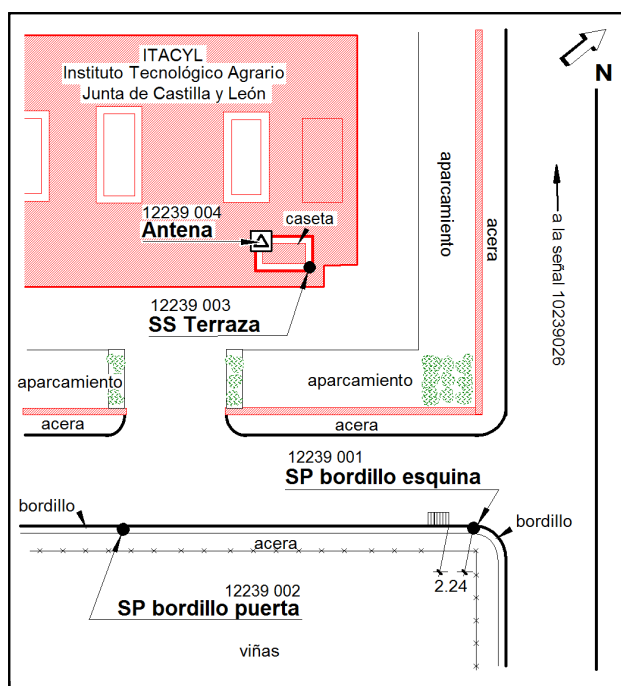 ITACYL
Instituto Tecnológico Agrario
Junta de Castilla y León
N
12239 004
Antena
caseta
aparcamiento
acera
a la señal 10239026
12239 003
SS Terraza
aparcamiento
aparcamiento
acera
acera
12239 001
SP bordillo esquina
bordillo
bordillo
acera
2.24
12239 002
SP bordillo puerta
viñas